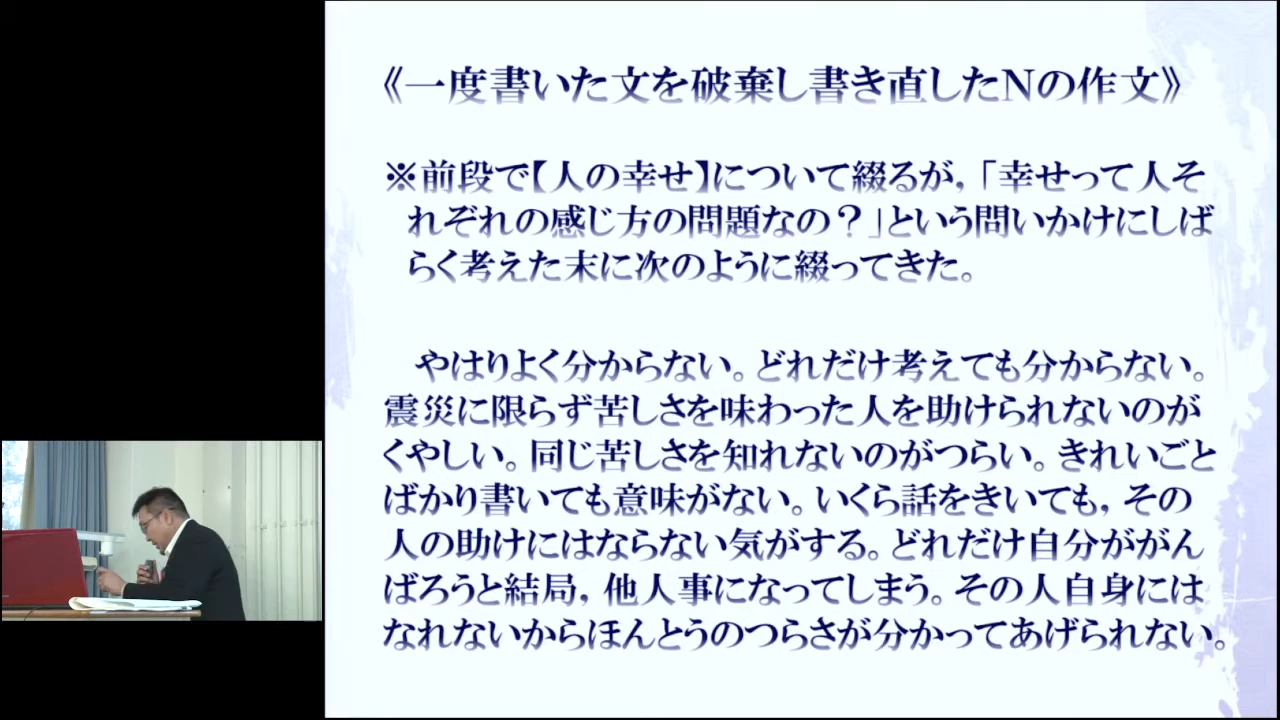 《一度書いた文を破棄し書き直したNの作文》
※前段で【人の幸せ】について綴るが，「幸せって人そ
れぞれの感じ方の問題なの？」という問いかけにしば
らく考えた末に次のように綴ってきた。
やはりよく分からない。どれだけ考えても分からない。
震災に限らず苦しさを味わった人を助けられないのが
くやしい。同じ苦しさを知れないのがつらい。きれいごと
ばかり書いても意味がない。いくら話をきいても，その
人の助けにはならない気がする。どれだけ自分ががん
ばろうと結局，他人事になってしまう。その人自身には
なれないからほんとうのつらさが分かってあげられない。